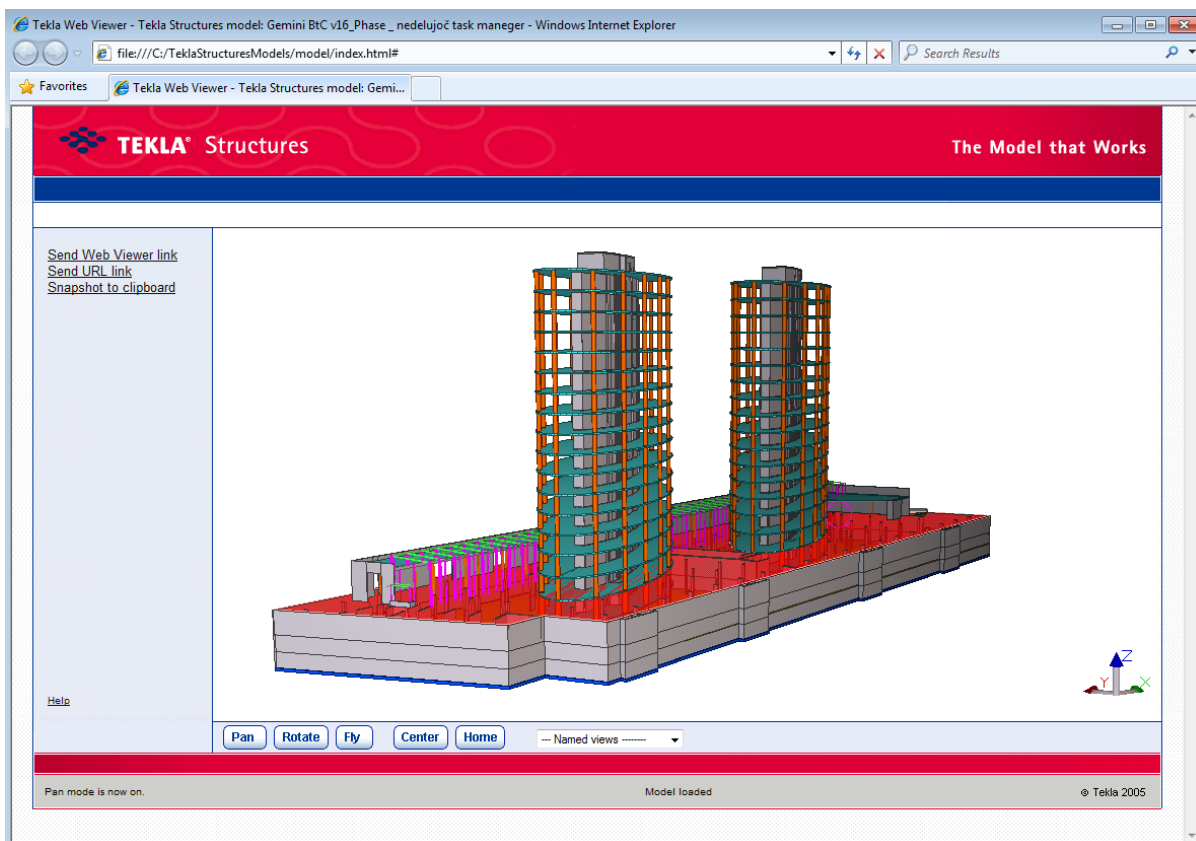 Tekla Web Viewer - Tekla Structures model: Gemini BtC v16_Phase _ nedelujoč task maneger - Windows Internet Explorer
file:///C:/TeklaStructuresModels/model/index.html#
Search Results
Favorites
Tekla Web Viewer - Tekla Structures model: Gemi...
TEKLA® Structures
The Model that Works
Send Web Viewer link
Send URL link
Snapshot to clipboard
Z
Y X
Help
Pan Rotate Fly Center Home --- Named views --------
Pan mode is now on. Model loaded © Tekla 2005